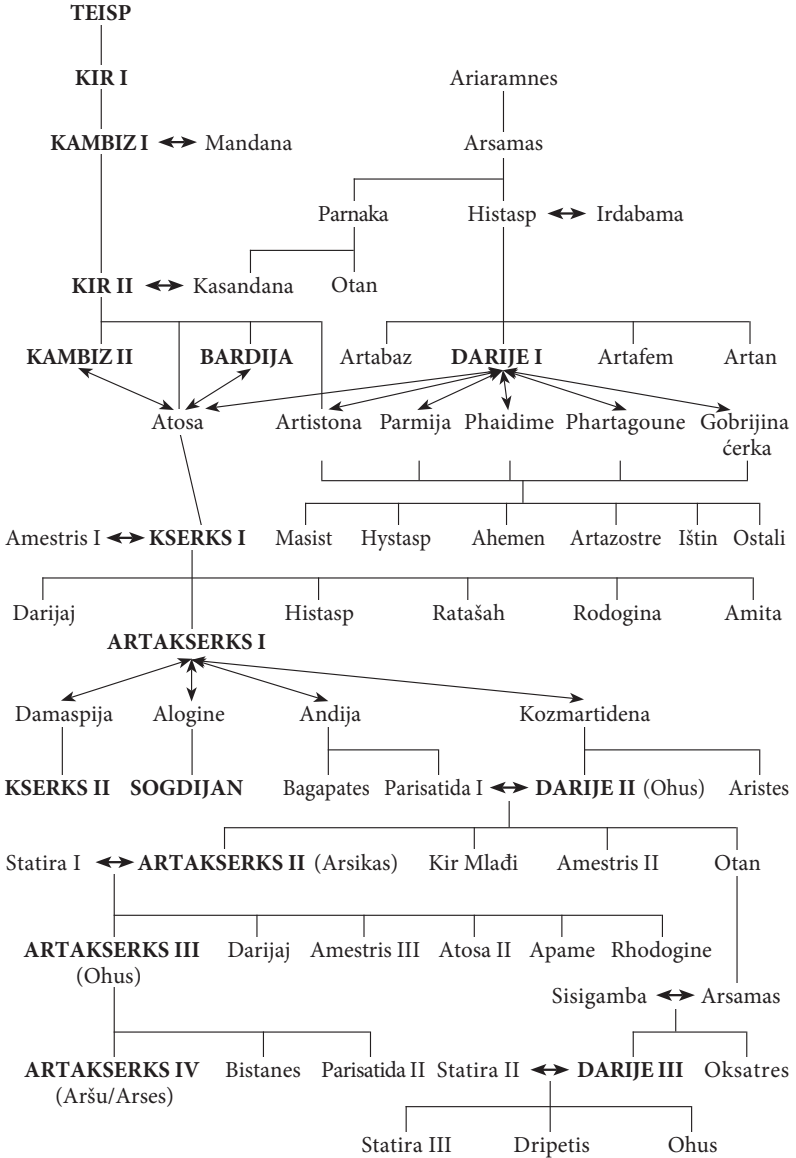 TEISP
KIR I
Ariaramnes
KAMBIZ I
Mandana
Arsamas
Parnaka
Histasp
Irdabama
KIR II
Kasandana
Otan
KAMBIZ II
BARDIJA
Artabaz
DARIJE I
Artafem
Artan
Atosa
Artistona
Parmija
Phaidime
Phartagoune
Gobrijina
ćerka
Amestris I
KSERKS I
Masist
Hystasp
Ahemen
Artazostre
Ištin
Ostali
Darijaj
Histasp
Ratašah
Rodogina
Amita
ARTAKSERKS I
Damaspija
Alogine
Andija
Kozmartidena
KSERKS II
SOGDIJAN
Bagapates
Parisatida I
DARIJE II (Ohus)
Aristes
Statira I
ARTAKSERKS II (Arsikas)
Kir Mlađi
Amestris II
Otan
ARTAKSERKS III
(Ohus)
Darijaj
Amestris III
Atosa II
Apame
Rhodogine
Sisigamba
Arsamas
ARTAKSERKS IV
(Aršu/Arses)
Bistanes
Parisatida II
Statira II
DARIJE III
Oksatres
Statira III
Dripetis
Ohus